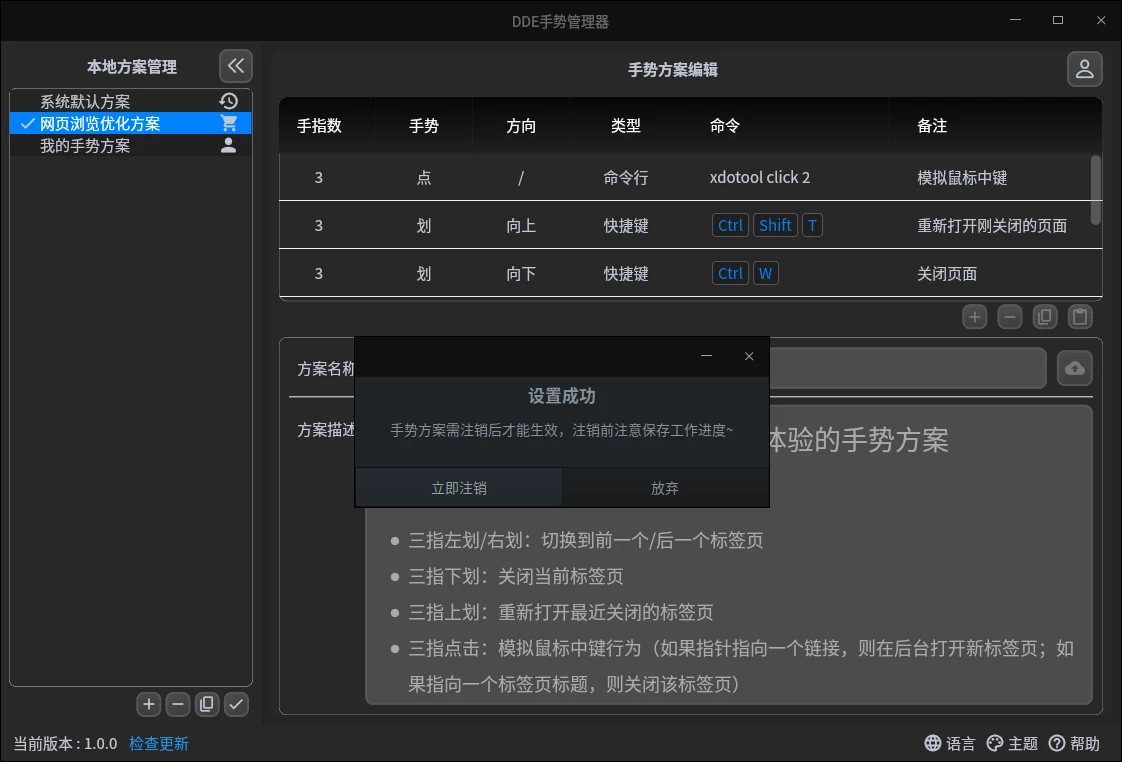 DDE手势管理器
本地方案管理
系统默认方案
网页浏览优化方案
我的手势方案
手势方案编辑
手指数 手势 方向 类型 命令 备注
3 点 / 命令行 xdotool click 2 模拟鼠标中键
3 划 向上 快捷键 Ctrl Shift T 重新打开刚关闭的页面
3 划 向下 快捷键 Ctrl W 关闭页面
方案名称
设置成功
手势方案需注销后才能生效，注销前注意保存工作进度~
立即注销 放弃
方案描述
体验的手势方案
三指左划/右划：切换到前一个/后一个标签页
三指下划：关闭当前标签页
三指上划：重新打开最近关闭的标签页
三指点击：模拟鼠标中键行为（如果指针指向一个链接，则在后台打开新标签页；如
果指向一个标签页标题，则关闭该标签页）
当前版本 : 1.0.0 检查更新
语言 主题 帮助